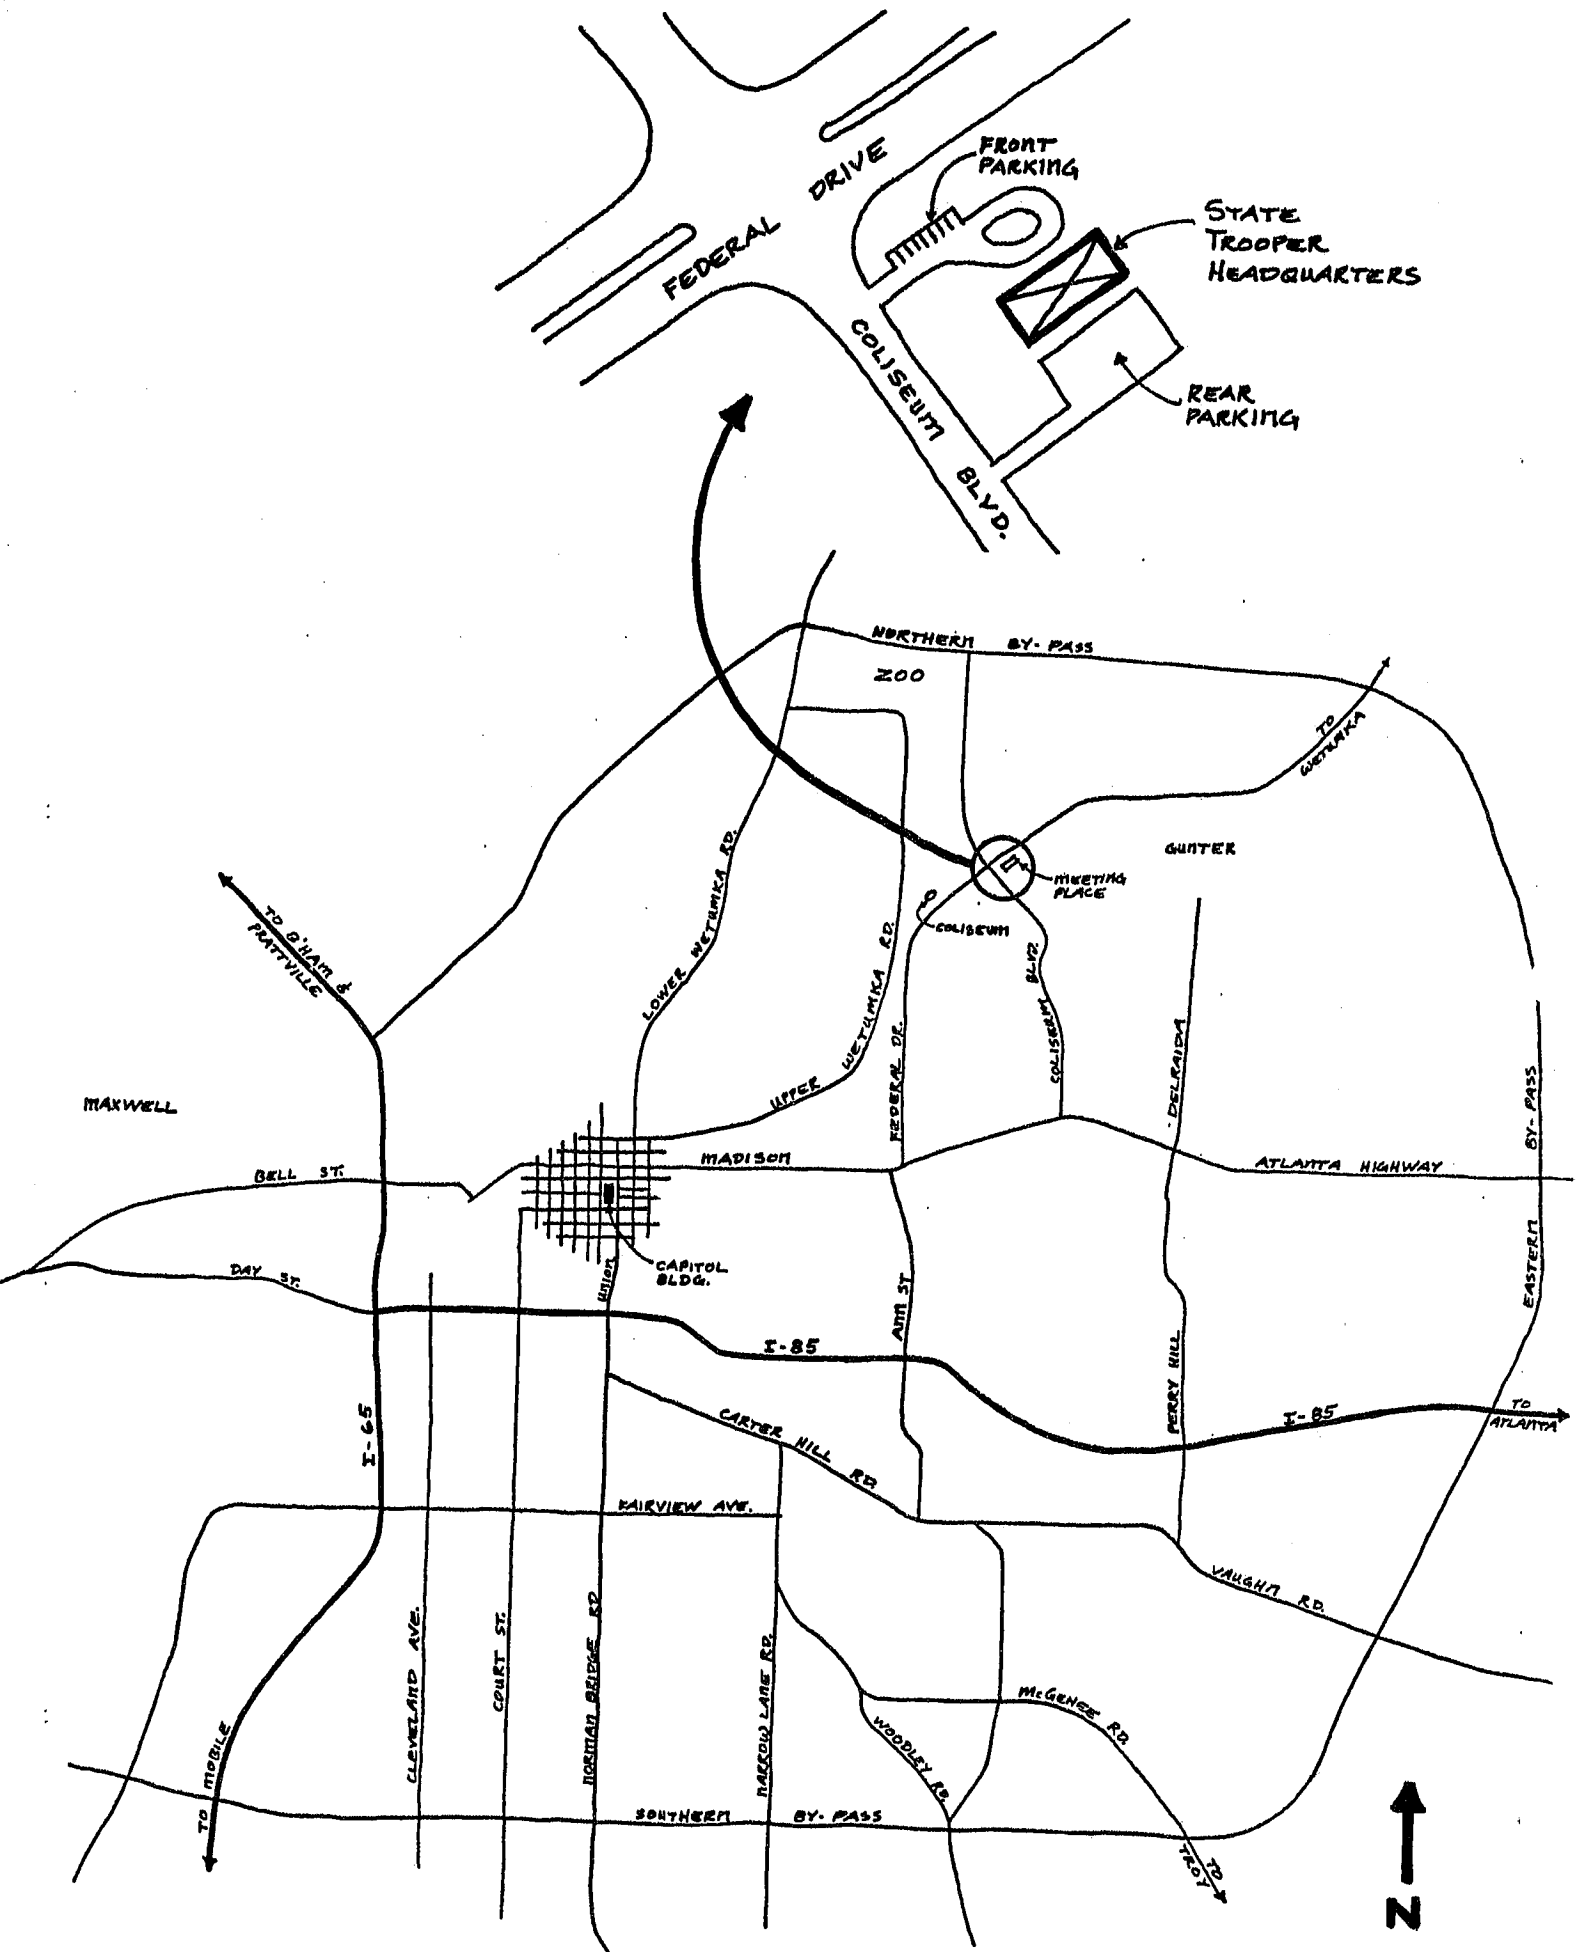 FRONT
PARKING
STATE
TROOPER
HEADQUARTERS
FEDERAL DRIVE
COLISEUM BLVD.
REAR
PARKING
NORTHERN BY-PASS
ZOO
TO
WETUMKA
GUNTER
MEETING
PLACE
COLISEUM
LOWER WETUMKA RD.
UPPER WETUMKA RD.
FEDERAL DR.
COLISEUM BLVD.
DELRAIDA
TO B'HAM &
PRATTVILLE
MAXWELL
BELL ST.
MADISON
ATLANTA HIGHWAY
EASTERN BY-PASS
DAY ST.
UNION
CAPITOL
BLDG.
ANN ST
I-85
PERRY HILL
I-85
TO
ATLANTA
I-65
CARTER HILL RD.
FAIRVIEW AVE.
VAUGHN RD.
CLEVELAND AVE.
COURT ST.
NORMAN BRIDGE RD
NARROW LANE RD.
McGEHEE RD.
WOODLEY RD.
TO MOBILE
SOUTHERN BY-PASS
TO
TROY
N